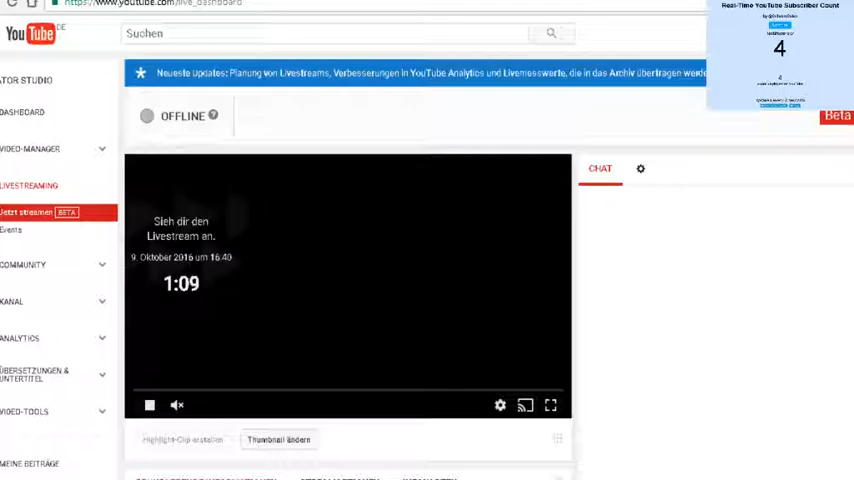 https://www.youtube.com/live_dashboard
YouTube DE
Suchen
Real-Time YouTube Subscriber Count
4
4
ATOR STUDIO
Neueste Updates: Planung von Livestreams, Verbesserungen in YouTube Analytics und Livemesswerte, die in das Archiv übertragen werde
DASHBOARD
OFFLINE ?
Beta
VIDEO-MANAGER
CHAT
LIVESTREAMING
Jetzt streamen BETA
Events
Sieh dir den
Livestream an.
9. Oktober 2016 um 16:40
1:09
COMMUNITY
KANAL
ANALYTICS
ÜBERSETZUNGEN &
UNTERTITEL
VIDEO-TOOLS
Highlight-Clip erstellen
Thumbnail ändern
MEINE BEITRÄGE